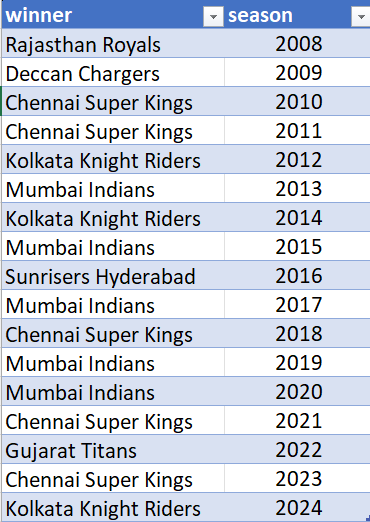 winner season
Rajasthan Royals 2008
Deccan Chargers 2009
Chennai Super Kings 2010
Chennai Super Kings 2011
Kolkata Knight Riders 2012
Mumbai Indians 2013
Kolkata Knight Riders 2014
Mumbai Indians 2015
Sunrisers Hyderabad 2016
Mumbai Indians 2017
Chennai Super Kings 2018
Mumbai Indians 2019
Mumbai Indians 2020
Chennai Super Kings 2021
Gujarat Titans 2022
Chennai Super Kings 2023
Kolkata Knight Riders 2024